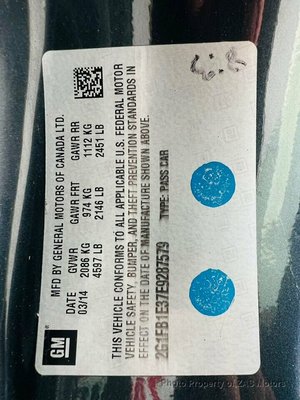 MFD BY GENERAL MOTORS OF CANADA LTD.
DATE GVWR GAWR FRT GAWR RR
03/14 2086 KG 974 KG 1112 KG
4597 LB 2146 LB 2451 LB
THIS VEHICLE CONFORMS TO ALL APPLICABLE U.S. FEDERAL MOTOR
VEHICLE SAFETY, BUMPER, AND THEFT PREVENTION STANDARDS IN
EFFECT ON THE DATE OF MANUFACTURE SHOWN ABOVE.
2G1FB1E37E9287579 TYPE: PASS CAR
GM
Photo Property of ZAG Auto Sales